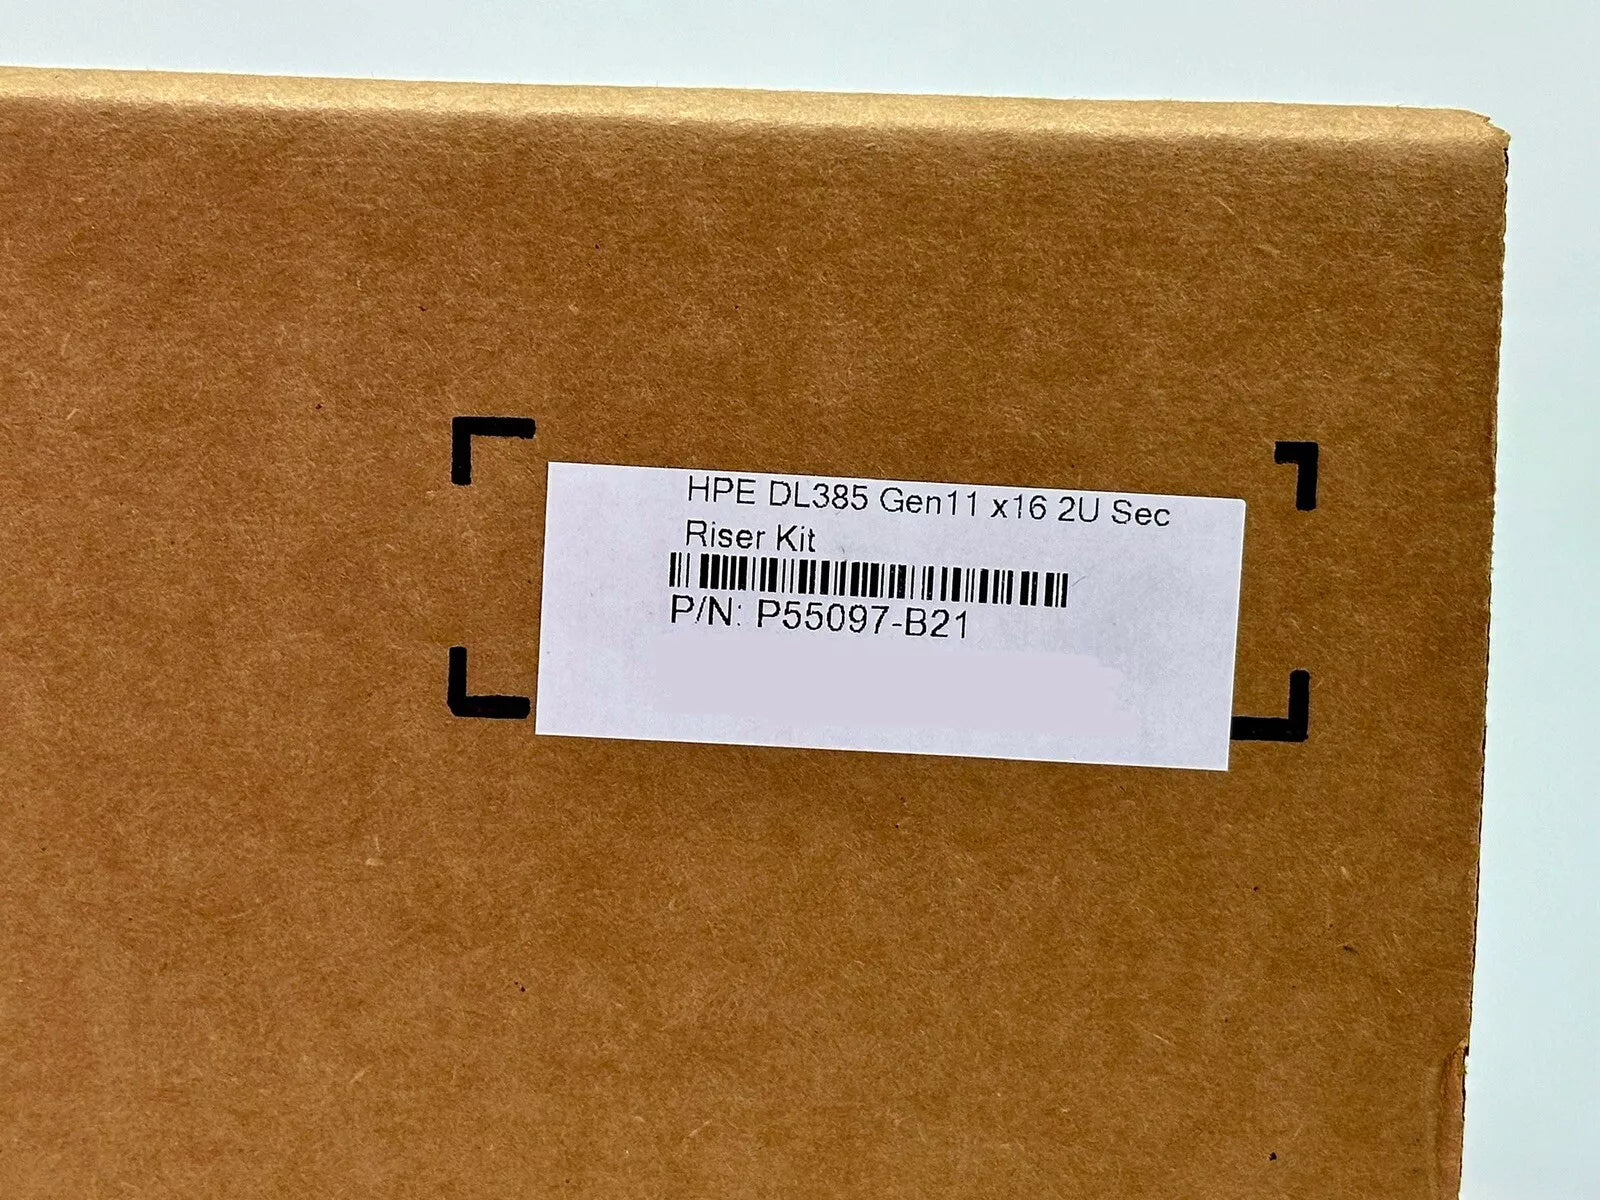 HPE DL385 Gen11 x16 2U Sec
Riser Kit
P/N: P55097-B21